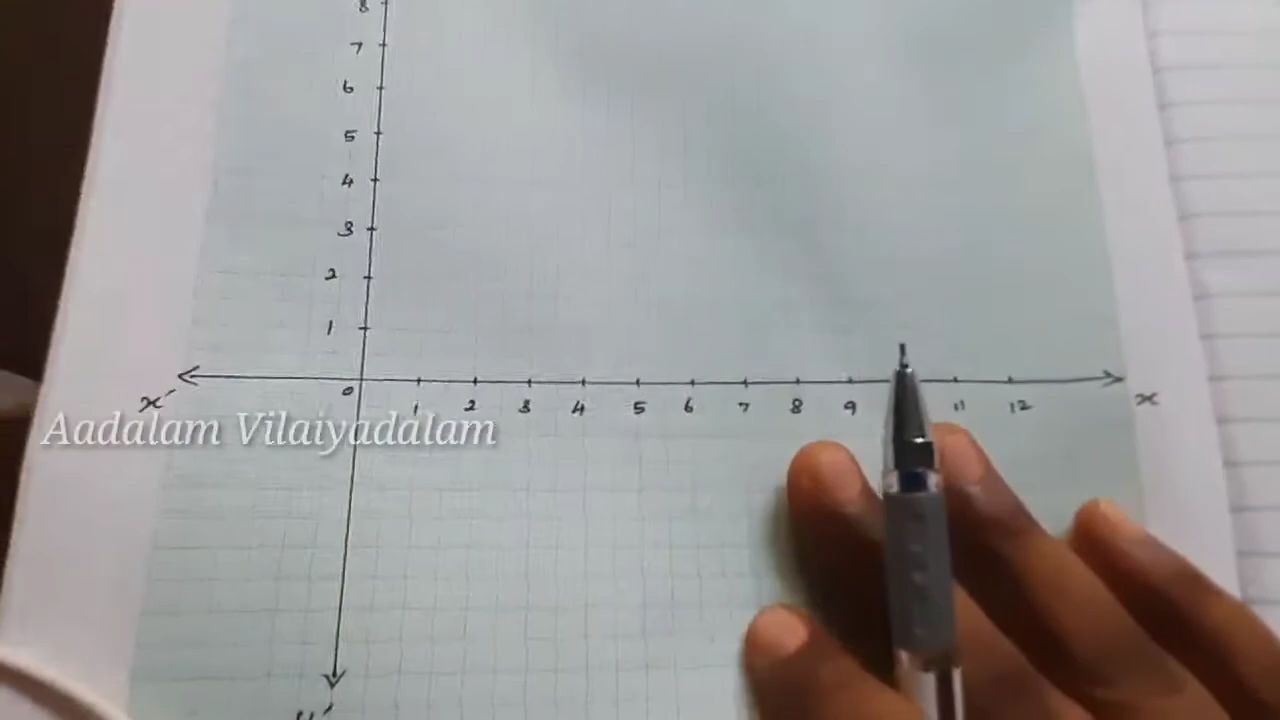 8
7
6
5
4
3
2
1
0
1 2 3 4 5 6 7 8 9 11 12
x′ x
Aadalam Vilaiyadalam
y′